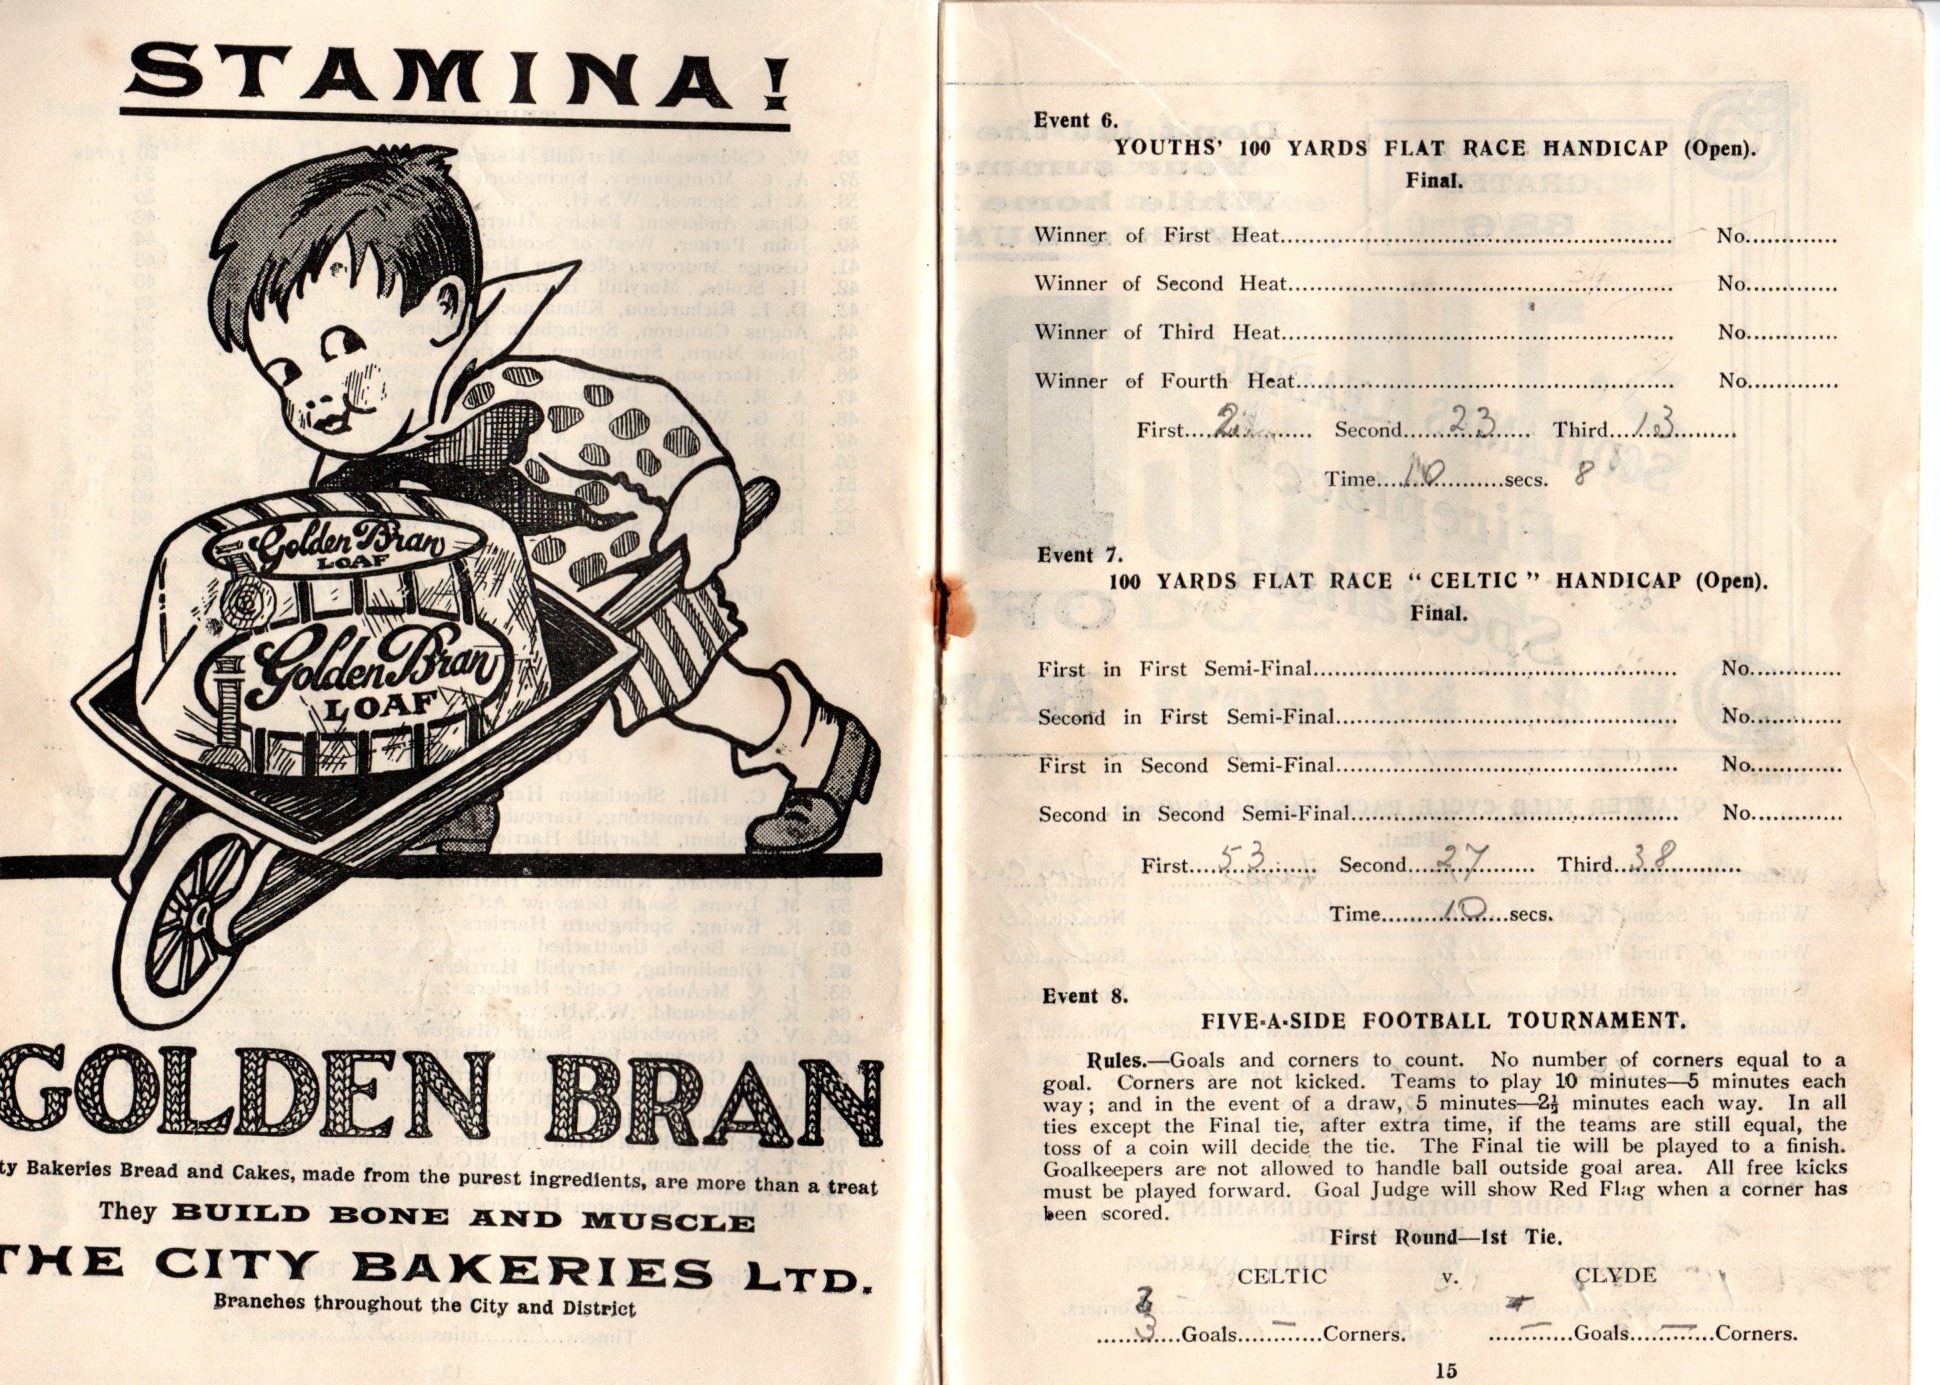 STAMINA!
Golden Bran
LOAF
Golden Bran
LOAF
GOLDEN BRAN
ty Bakeries Bread and Cakes, made from the purest ingredients, are more than a treat
They BUILD BONE AND MUSCLE
THE CITY BAKERIES LTD.
Branches throughout the City and District
Event 6.
YOUTHS' 100 YARDS FLAT RACE HANDICAP (Open).
Final.
Winner of First Heat.......... No..........
Winner of Second Heat.......... No..........
Winner of Third Heat.......... No..........
Winner of Fourth Heat.......... No..........
First.......... Second....23.... Third....13....
Time....10....secs. 8
Event 7.
100 YARDS FLAT RACE “CELTIC” HANDICAP (Open).
Final.
First in First Semi-Final.......... No..........
Second in First Semi-Final.......... No..........
First in Second Semi-Final.......... No..........
Second in Second Semi-Final.......... No..........
First....53.... Second....27.... Third....38....
Time....10....secs.
Event 8.
FIVE-A-SIDE FOOTBALL TOURNAMENT.
Rules.—Goals and corners to count. No number of corners equal to a
goal. Corners are not kicked. Teams to play 10 minutes—5 minutes each
way; and in the event of a draw, 5 minutes—2½ minutes each way. In all
ties except the Final tie, after extra time, if the teams are still equal, the
toss of a coin will decide the tie. The Final tie will be played to a finish.
Goalkeepers are not allowed to handle ball outside goal area. All free kicks
must be played forward. Goal Judge will show Red Flag when a corner has
been scored.
First Round—1st Tie.
CELTIC v. CLYDE
....3....Goals....—....Corners. ....—....Goals....—....Corners.
15